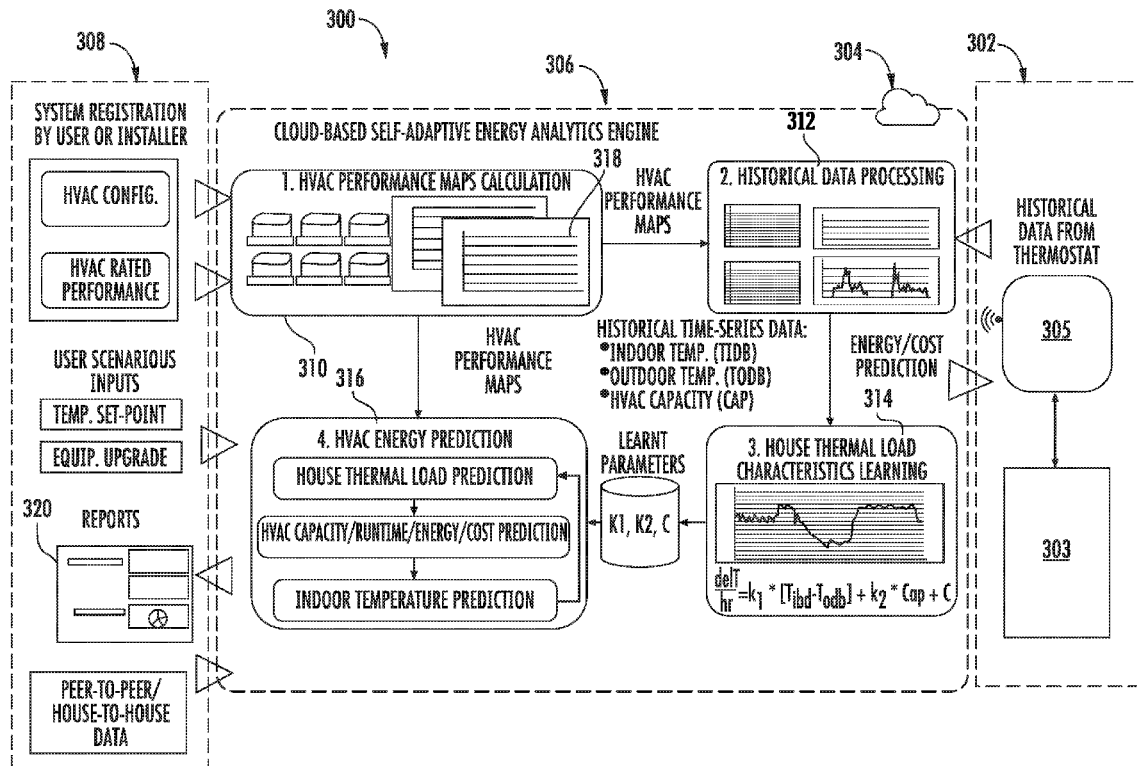 300
308
306
304
302
SYSTEM REGISTRATION
BY USER OR INSTALLER
HVAC CONFIG.
HVAC RATED
PERFORMANCE
USER SCENARIOUS
INPUTS
TEMP. SET-POINT
EQUIP. UPGRADE
320
REPORTS
PEER-TO-PEER/
HOUSE-TO-HOUSE
DATA
CLOUD-BASED SELF-ADAPTIVE ENERGY ANALYTICS ENGINE
1. HVAC PERFORMANCE MAPS CALCULATION
318
310
HVAC
PERFORMANCE
MAPS
312
2. HISTORICAL DATA PROCESSING
HVAC
PERFORMANCE
MAPS
HISTORICAL TIME-SERIES DATA:
•INDOOR TEMP. (TIDB)
•OUTDOOR TEMP. (TODB)
•HVAC CAPACITY (CAP)
ENERGY/COST
PREDICTION
316
4. HVAC ENERGY PREDICTION
HOUSE THERMAL LOAD PREDICTION
HVAC CAPACITY/RUNTIME/ENERGY/COST PREDICTION
INDOOR TEMPERATURE PREDICTION
LEARNT
PARAMETERS
K1, K2, C
314
3. HOUSE THERMAL LOAD
CHARACTERISTICS LEARNING
delT/hr =k1 * [Tibd-Todb] + k2 * Cap + C
HISTORICAL
DATA FROM
THERMOSTAT
305
303